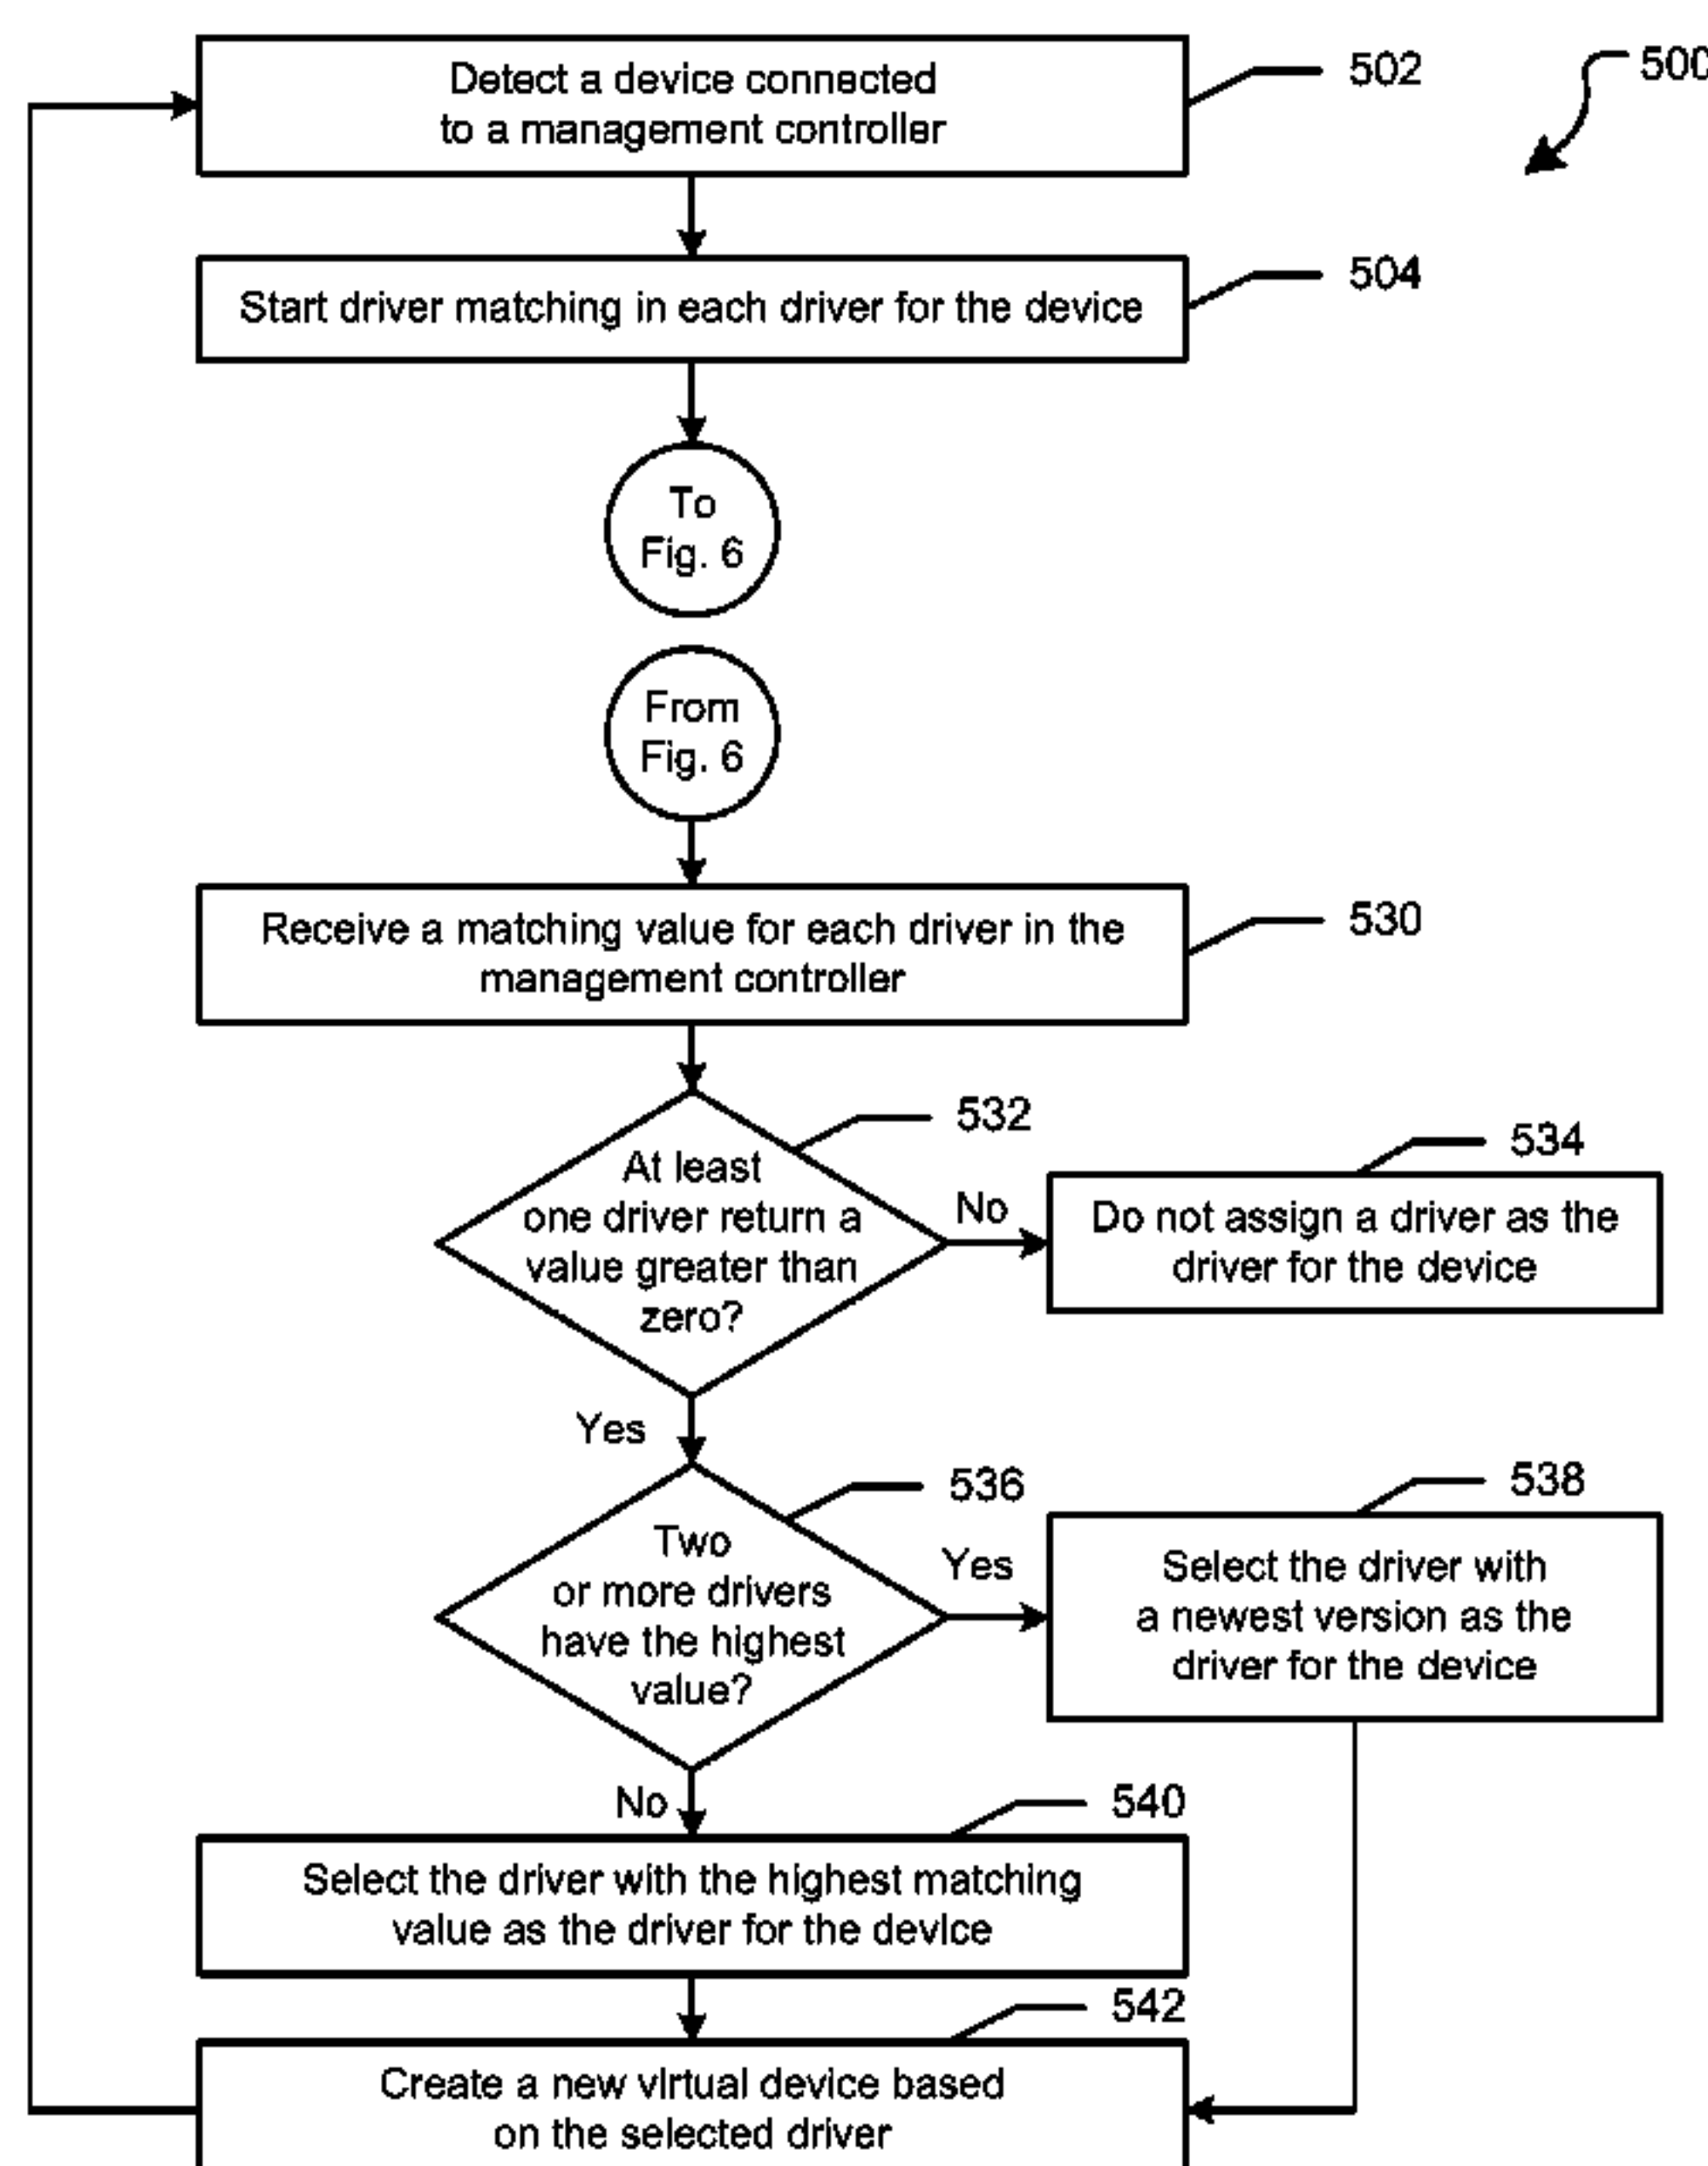 Detect a device connected
to a management controller
502
500
Start driver matching in each driver for the device
504
To
Fig. 6
From
Fig. 6
Receive a matching value for each driver in the
management controller
530
532
At least
one driver return a
value greater than
zero?
No
534
Do not assign a driver as the
driver for the device
Yes
536
Two
or more drivers
have the highest
value?
Yes
538
Select the driver with
a newest version as the
driver for the device
No
540
Select the driver with the highest matching
value as the driver for the device
542
Create a new virtual device based
on the selected driver